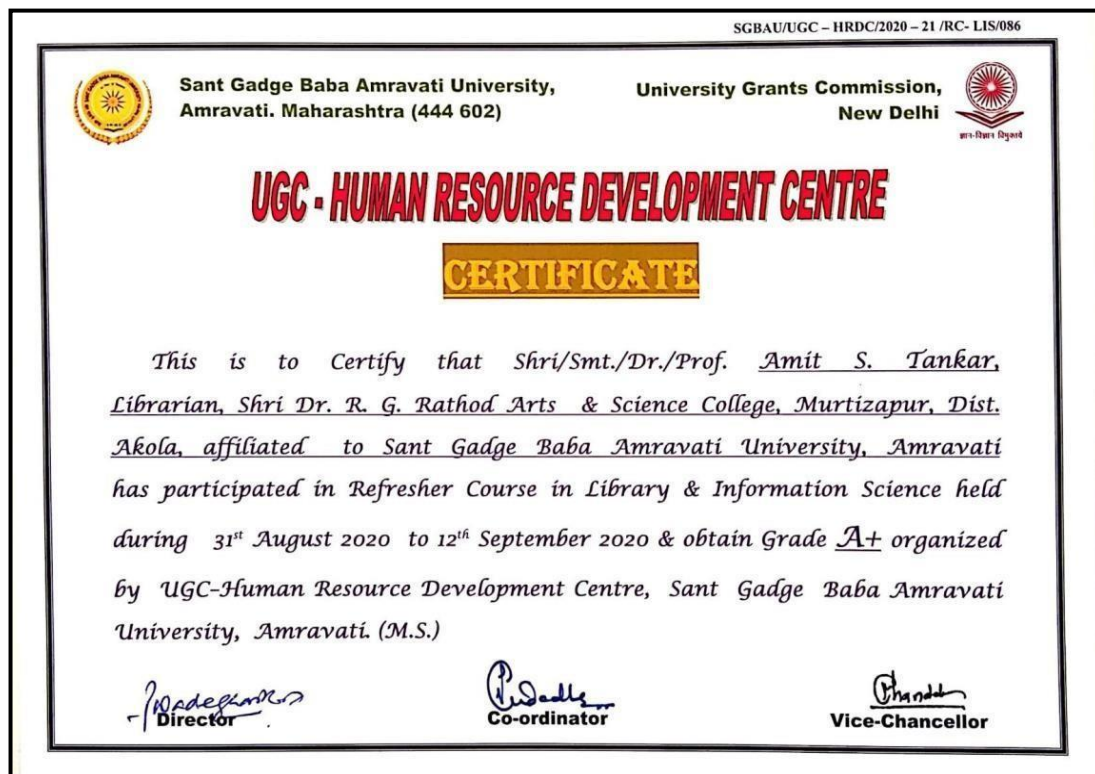 SGBAU/UGC – HRDC/2020 – 21 /RC- LIS/086
Sant Gadge Baba Amravati University,
Amravati. Maharashtra (444 602)
University Grants Commission,
New Delhi
ज्ञान-विज्ञान विमुक्तये
UGC - HUMAN RESOURCE DEVELOPMENT CENTRE
CERTIFICATE
This is to Certify that Shri/Smt./Dr./Prof. Amit S. Tankar,
Librarian, Shri Dr. R. G. Rathod Arts & Science College, Murtizapur, Dist.
Akola, affiliated to Sant Gadge Baba Amravati University, Amravati
has participated in Refresher Course in Library & Information Science held
during 31st August 2020 to 12th September 2020 & obtain Grade A+ organized
by UGC-Human Resource Development Centre, Sant Gadge Baba Amravati
University, Amravati. (M.S.)
Director
Co-ordinator
Vice-Chancellor